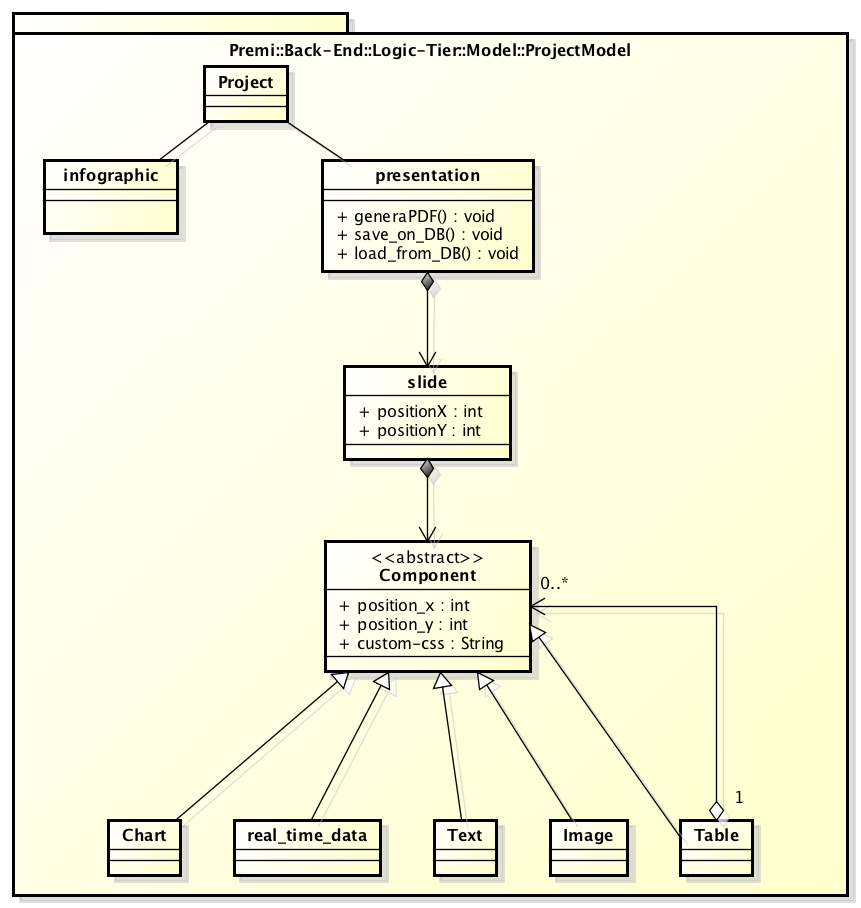 Premi::Back-End::Logic-Tier::Model::ProjectModel
Project
infographic
presentation
+ generaPDF() : void
+ save_on_DB() : void
+ load_from_DB() : void
slide
+ positionX : int
+ positionY : int
<<abstract>>
Component
0..*
+ position_x : int
+ position_y : int
+ custom-css : String
1
Chart
real_time_data
Text
Image
Table